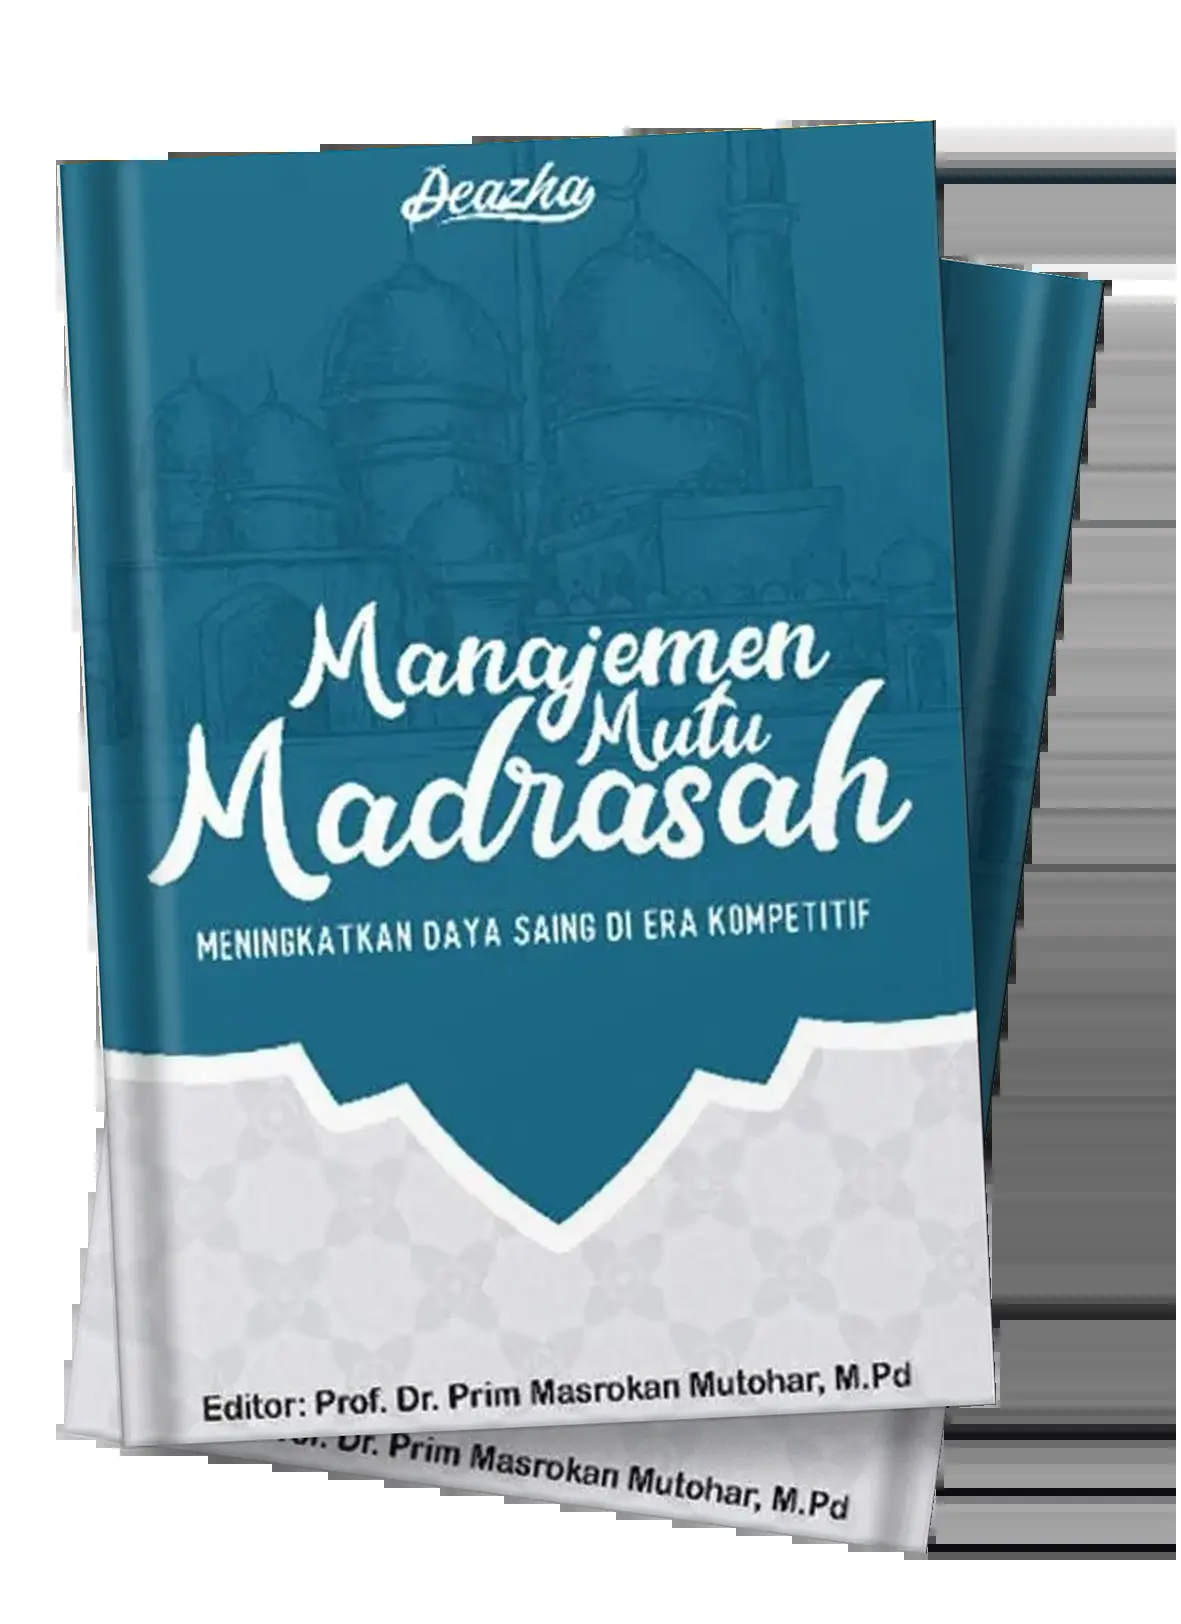 Deazha
Manajemen
Mutu
Madrasah
MENINGKATKAN DAYA SAING DI ERA KOMPETITIF
Editor: Prof. Dr. Prim Masrokan Mutohar, M.Pd
Dr. Prim Masrokan Mutohar, M.Pd